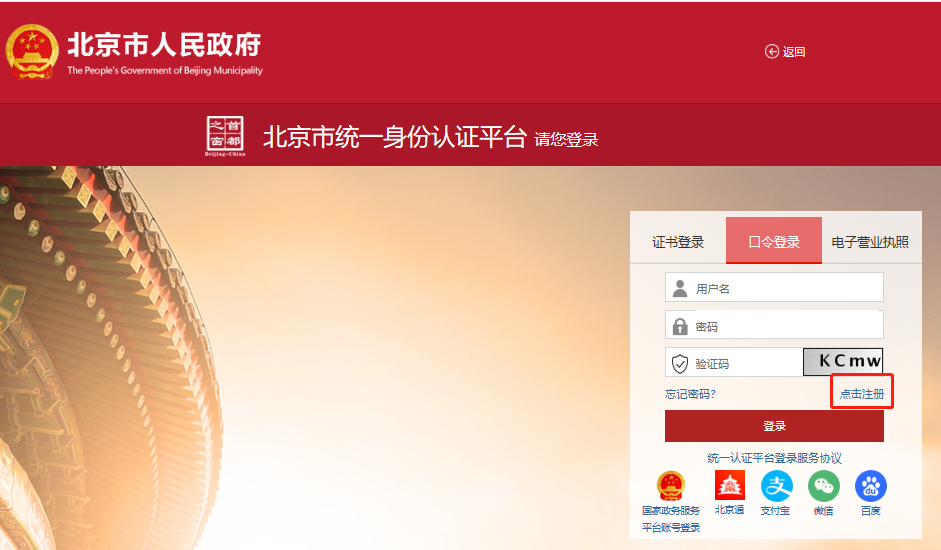 北京市人民政府
The People's Government of Beijing Municipality
返回
首都之窗
Beijing-China
北京市统一身份认证平台 请您登录
证书登录 口令登录 电子营业执照
用户名
密码
验证码 KCmw
忘记密码? 点击注册
登录
统一认证平台登录服务协议
国家政务服务平台账号登录 北京通 支付宝 微信 百度